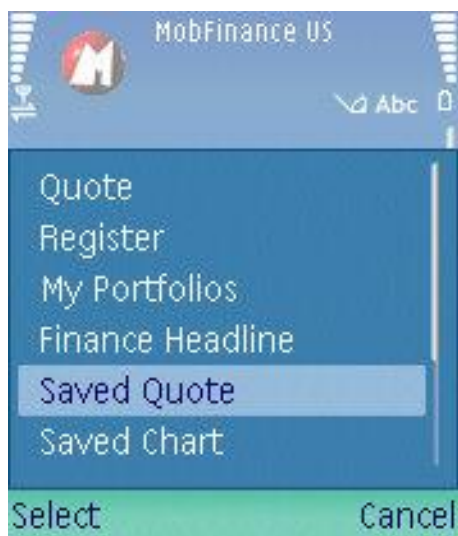 MobFinance US
M
Abc
Quote
Register
My Portfolios
Finance Headline
Saved Quote
Saved Chart
Select Cancel